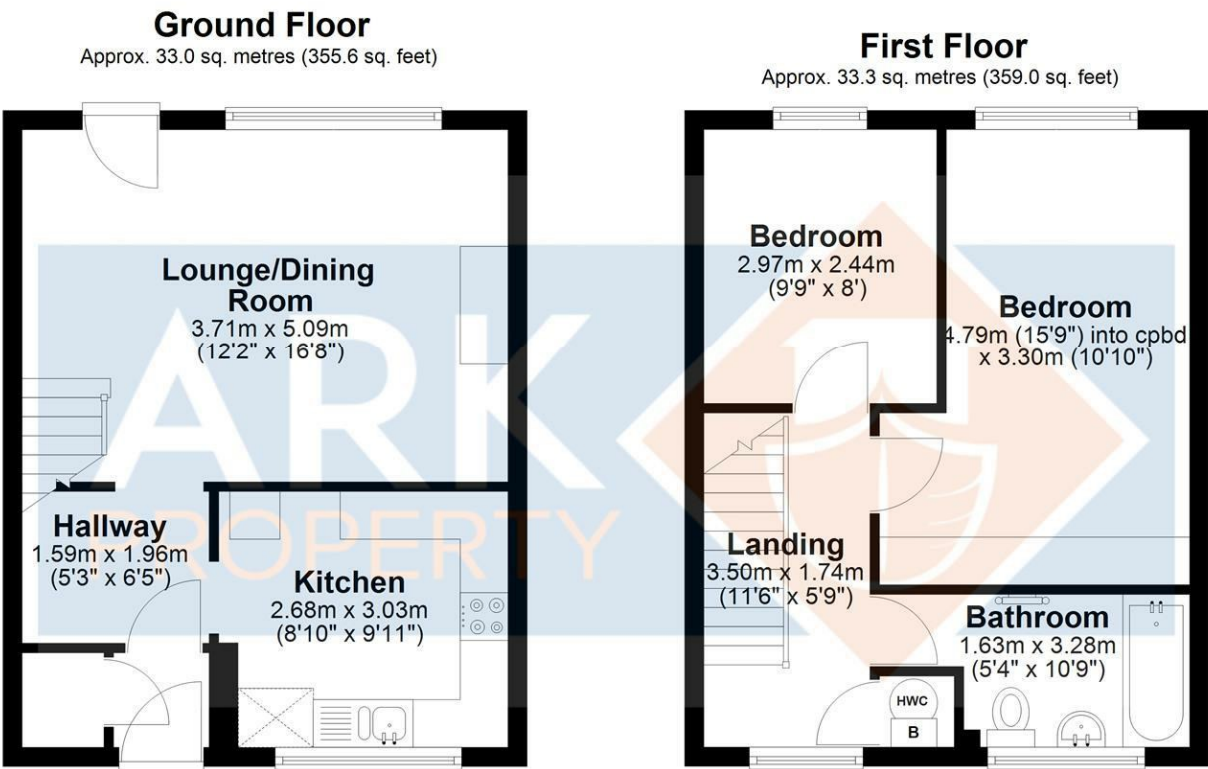 Ground Floor
Approx. 33.0 sq. metres (355.6 sq. feet)
Lounge/Dining
Room
3.71m x 5.09m
(12'2" x 16'8")
Hallway
1.59m x 1.96m
(5'3" x 6'5")
Kitchen
2.68m x 3.03m
(8'10" x 9'11")
First Floor
Approx. 33.3 sq. metres (359.0 sq. feet)
Bedroom
2.97m x 2.44m
(9'9" x 8')
Bedroom
4.79m (15'9") into cpbd
x 3.30m (10'10")
Landing
3.50m x 1.74m
(11'6" x 5'9")
Bathroom
1.63m x 3.28m
(5'4" x 10'9")
HWC
B
ARK
PROPERTY